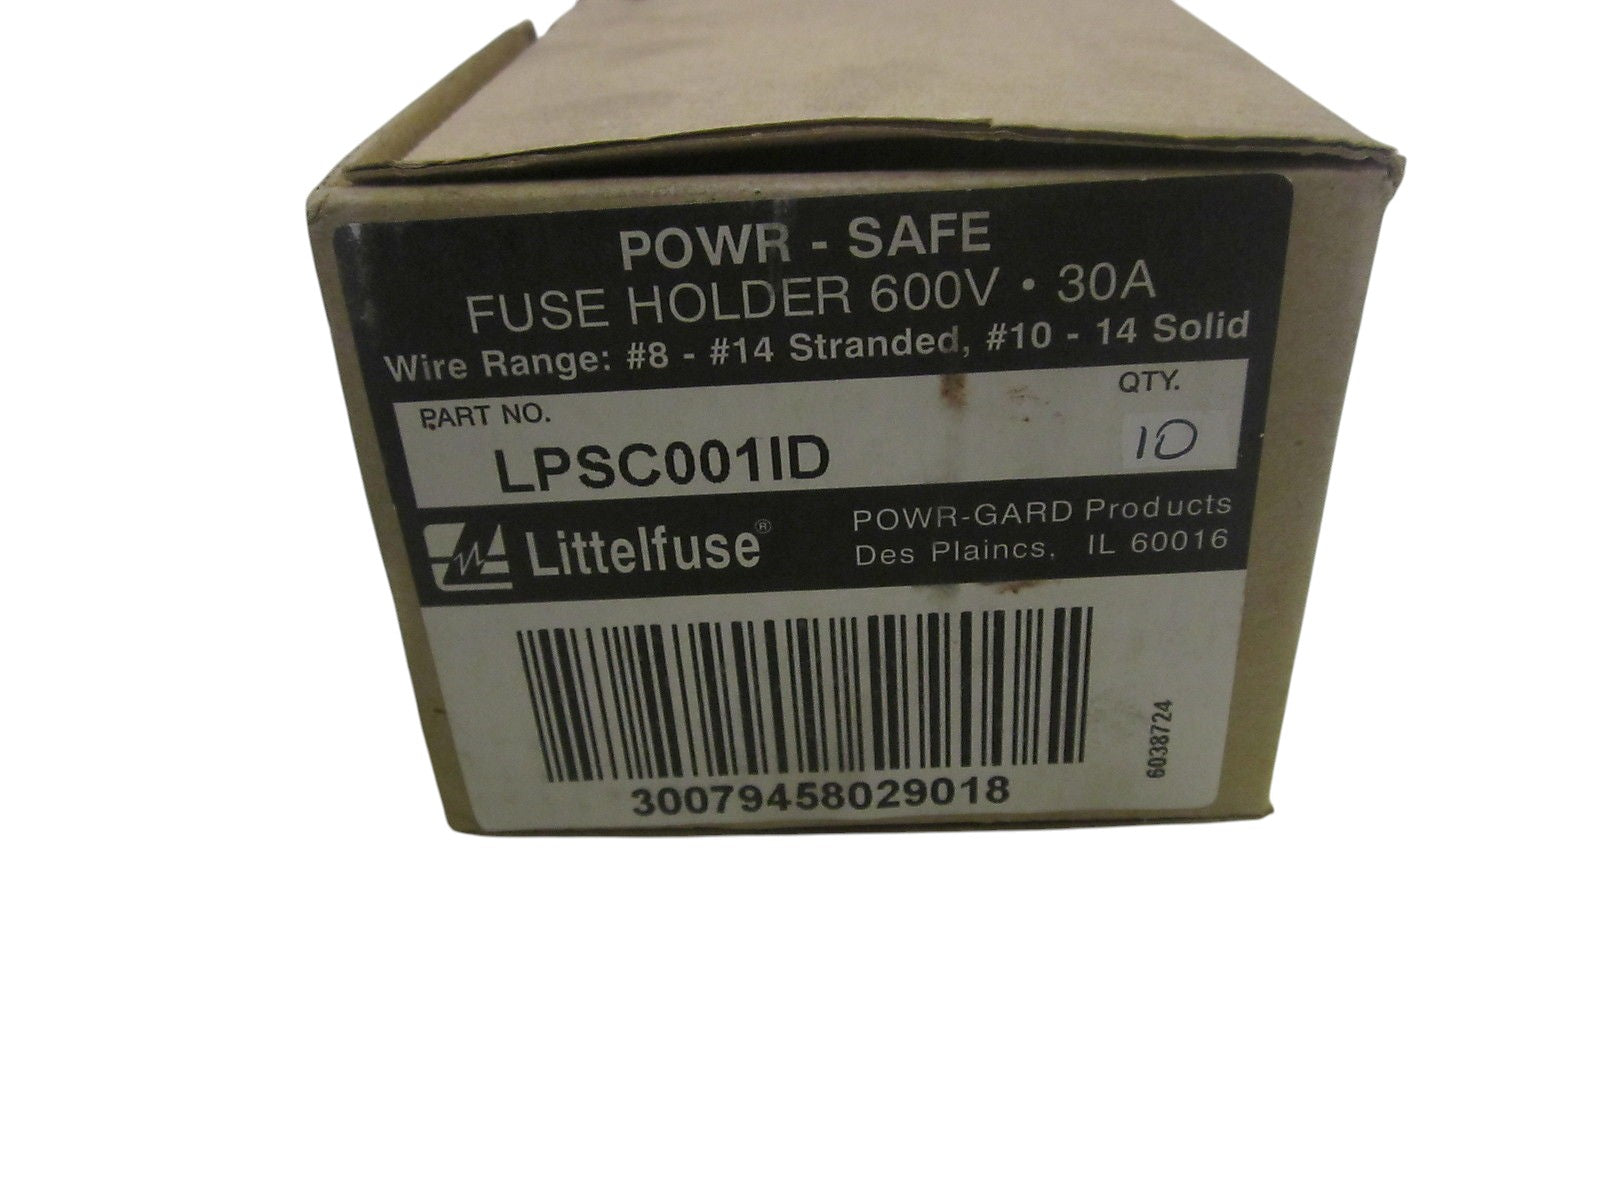 POWR - SAFE
FUSE HOLDER 600V • 30A
Wire Range: #8 - #14 Stranded, #10 - 14 Solid
PART NO.
QTY.
LPSC001ID
10
Littelfuse®
POWR-GARD Products
Des Plaines, IL 60016
6038724
30079458029018